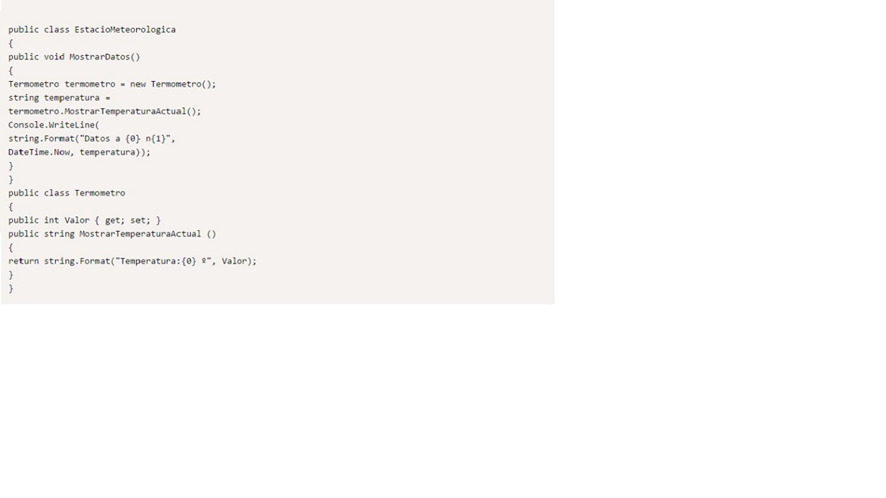 public class EstacioMeteorologica
{
public void MostrarDatos()
{
Termometro termometro = new Termometro();
string temperatura =
termometro.MostrarTemperaturaActual();
Console.WriteLine(
string.Format("Datos a {0} n{1}",
DateTime.Now, temperatura));
}
}
public class Termometro
{
public int Valor { get; set; }
public string MostrarTemperaturaActual ()
{
return string.Format("Temperatura:{0} º", Valor);
}
}